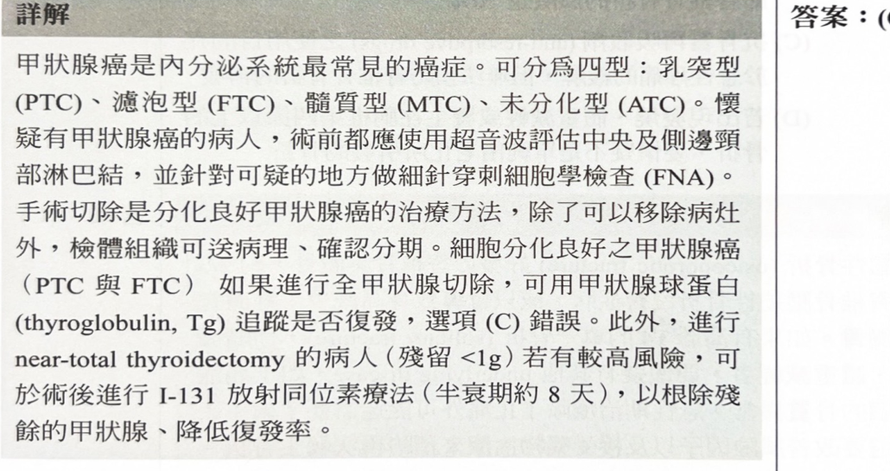 詳解
答案：(C
甲狀腺癌是內分泌系統最常見的癌症。可分為四型：乳突型
(PTC)、濾泡型 (FTC)、髓質型 (MTC)、未分化型 (ATC)。懷
疑有甲狀腺癌的病人，術前都應使用超音波評估中央及側邊頸
部淋巴結，並針對可疑的地方做細針穿刺細胞學檢查 (FNA)。
手術切除是分化良好甲狀腺癌的治療方法，除了可以移除病灶
外，檢體組織可送病理、確認分期。細胞分化良好之甲狀腺癌
（PTC 與 FTC） 如果進行全甲狀腺切除，可用甲狀腺球蛋白
(thyroglobulin, Tg) 追蹤是否復發，選項 (C) 錯誤。此外，進行
near-total thyroidectomy 的病人（殘留 <1g）若有較高風險，可
於術後進行 I-131 放射同位素療法（半衰期約 8 天），以根除殘
餘的甲狀腺、降低復發率。